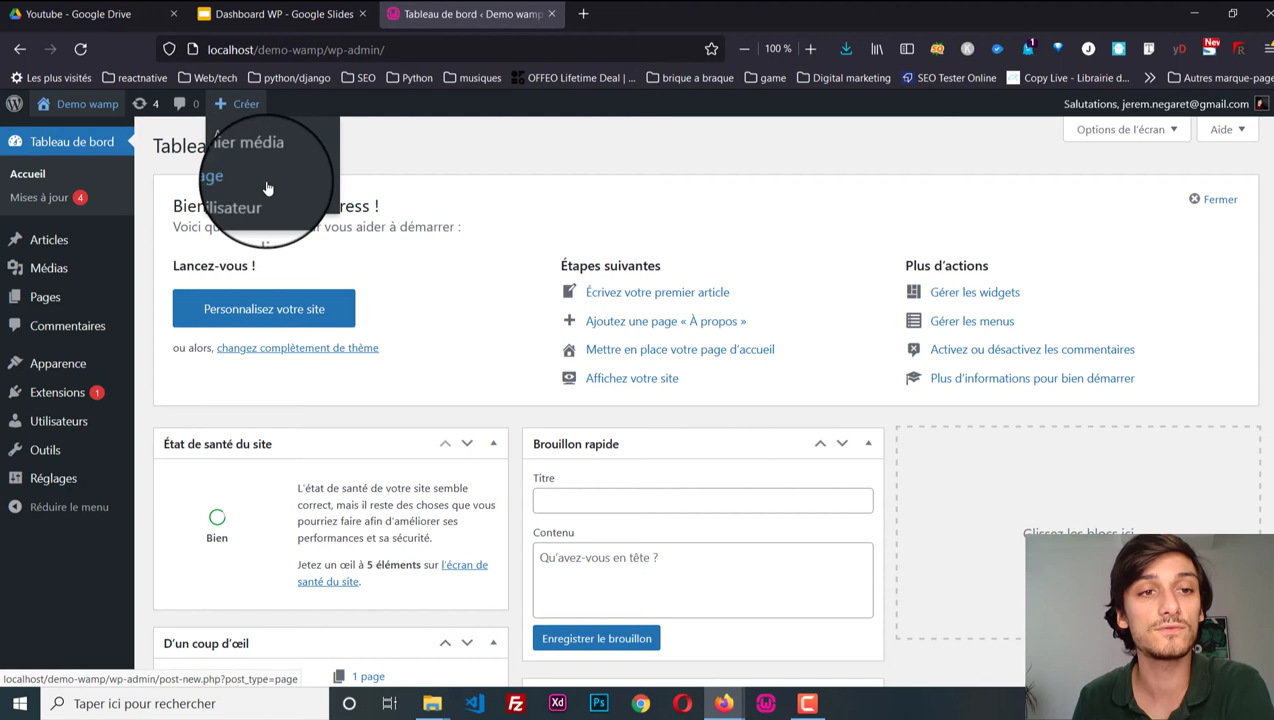 Youtube - Google Drive
Dashboard WP - Google Slides
Tableau de bord ‹ Demo wamp
localhost/demo-wamp/wp-admin/
100 %
1
New
yD
Les plus visités
reactnative
Web/tech
python/django
SEO
Python
musiques
OFFEO Lifetime Deal | ...
brique a braque
game
Digital marketing
SEO Tester Online
Copy Live - Librairie d...
Autres marque-page
Demo wamp
4
0
Créer
Salutations, jerem.negaret@gmail.com
Tableau de bord
Accueil
Mises à jour 4
Articles
Médias
Pages
Commentaires
Apparence
Extensions 1
Utilisateurs
Outils
Réglages
Réduire le menu
Options de l'écran
Aide
ier média
age
ilisateur
Fermer
Voici
vous aider à démarrer :
Lancez-vous !
Personnalisez votre site
ou alors, changez complètement de thème
Étapes suivantes
Écrivez votre premier article
Ajoutez une page « À propos »
Mettre en place votre page d'accueil
Affichez votre site
Plus d'actions
Gérer les widgets
Gérer les menus
Activez ou désactivez les commentaires
Plus d'informations pour bien démarrer
État de santé du site
Bien
L'état de santé de votre site semble
correct, mais il reste des choses que vous
pourriez faire afin d'améliorer ses
performances et sa sécurité.
Jetez un œil à 5 éléments sur l'écran de
santé du site.
D'un coup d'œil
1 page
Brouillon rapide
Titre
Contenu
Qu'avez-vous en tête ?
Enregistrer le brouillon
localhost/demo-wamp/wp-admin/post-new.php?post_type=page
Taper ici pour rechercher
Xd
Ps